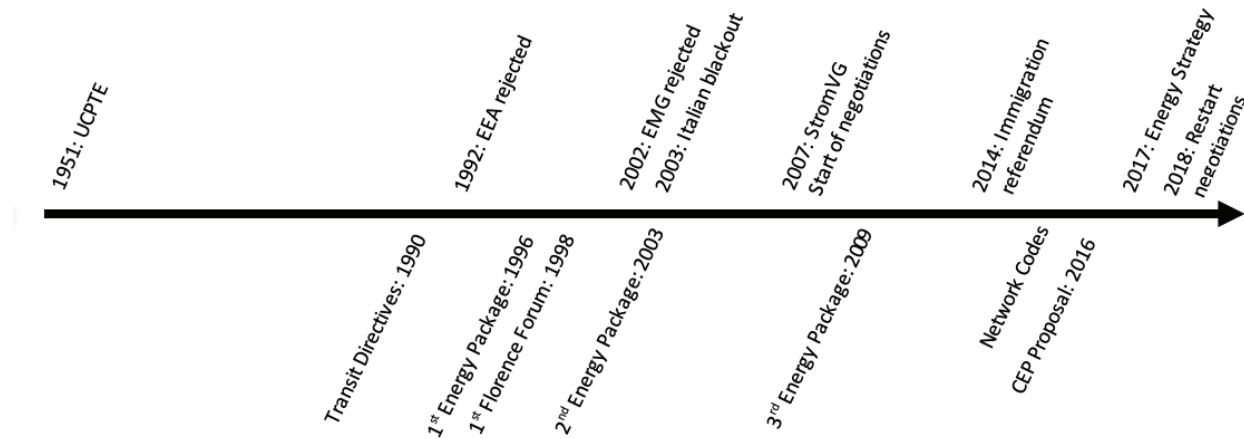 1951: UCPTE
1992: EEA rejected
2002: EMG rejected
2003: Italian blackout
2007: StromVG
Start of negotiations
2014: Immigration
referendum
2017: Energy Strategy
2018: Restart
negotiations
Transit Directives: 1990
1st Energy Package: 1996
1st Florence Forum: 1998
2nd Energy Package: 2003
3rd Energy Package: 2009
Network Codes
CEP Proposal: 2016